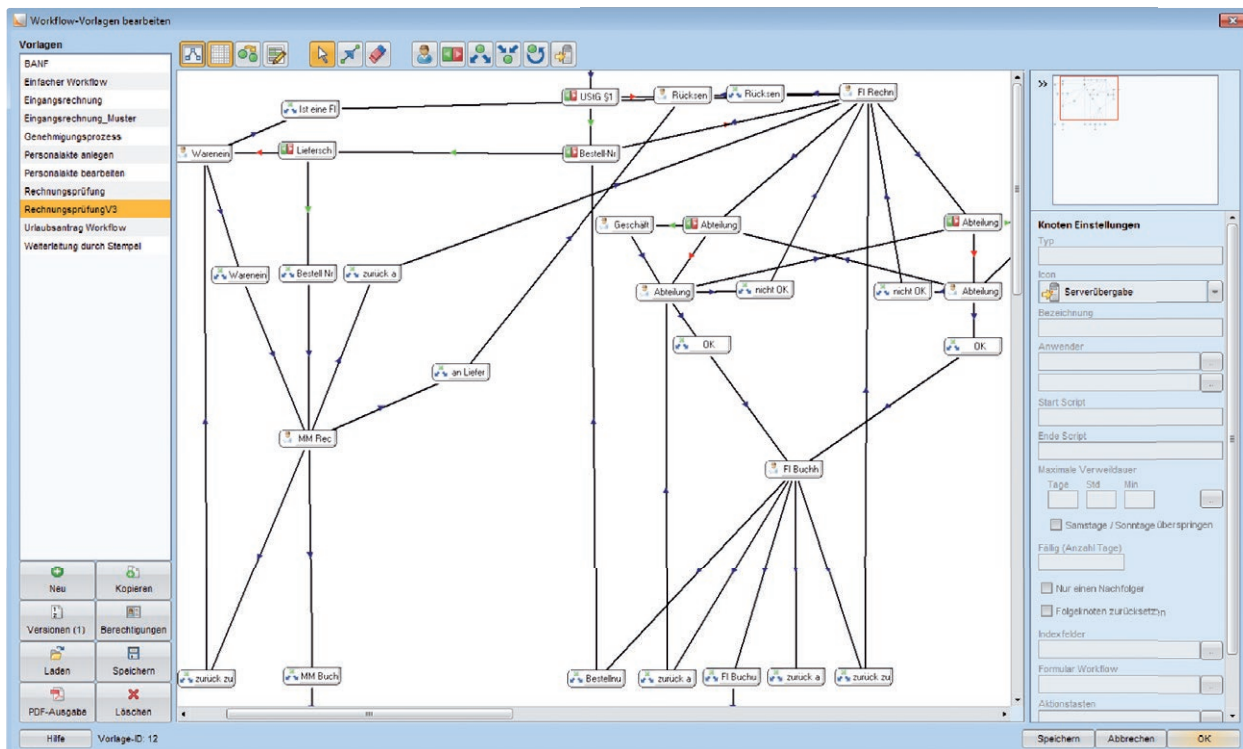 Workflow-Vorlagen bearbeiten
Vorlagen
BANF
Einfacher Workflow
Eingangsrechnung
Eingangsrechnung_Muster
Genehmigungsprozess
Personalakte anlegen
Personalakte bearbeiten
Rechnungsprüfung
RechnungsprüfungV3
Urlaubsantrag Workflow
Weiterleitung durch Stempel
Neu
Kopieren
Versionen (1)
Berechtigungen
Laden
Speichern
PDF-Ausgabe
Löschen
Hilfe
Vorlage-ID: 12
Ist eine FI
UStG §1
Rücksen
Rücksen
FI Rechn
Warenein
Liefersch
Bestell-Nr
Geschäft
Abteilung
Abteilung
Warenein
Bestell Nr
zurück a
Abteilung
nicht OK
nicht OK
Abteilung
OK
OK
an Liefer
MM Rec
FI Buchh
zurück zu
MM Buch
Bestellnu
zurück a
FI Buchu
zurück a
zurück zu
»
Knoten Einstellungen
Typ
Icon
Serverübergabe
Bezeichnung
Anwender
...
...
Start Script
Ende Script
Maximale Verweildauer
Tage Std Min
...
Samstage / Sonntage überspringen
Fällig (Anzahl Tage)
Nur einen Nachfolger
Folgeknoten zurücksetzen
Indexfelder
...
Formular Workflow
...
Aktionstasten
Speichern
Abbrechen
OK